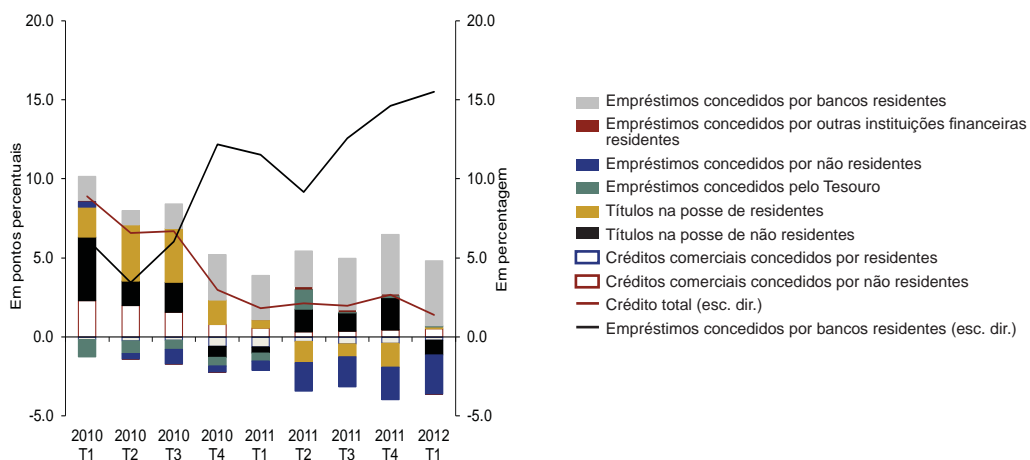 20.0
15.0
10.0
5.0
0.0
-5.0
Em pontos percentuais
20.0
15.0
10.0
5.0
0.0
-5.0
Em percentagem
2010 2010 2010 2010 2011 2011 2011 2011 2012
T1 T2 T3 T4 T1 T2 T3 T4 T1
Empréstimos concedidos por bancos residentes
Empréstimos concedidos por outras instituições financeiras
residentes
Empréstimos concedidos por não residentes
Empréstimos concedidos pelo Tesouro
Títulos na posse de residentes
Títulos na posse de não residentes
Créditos comerciais concedidos por residentes
Créditos comerciais concedidos por não residentes
Crédito total (esc. dir.)
Empréstimos concedidos por bancos residentes (esc. dir.)